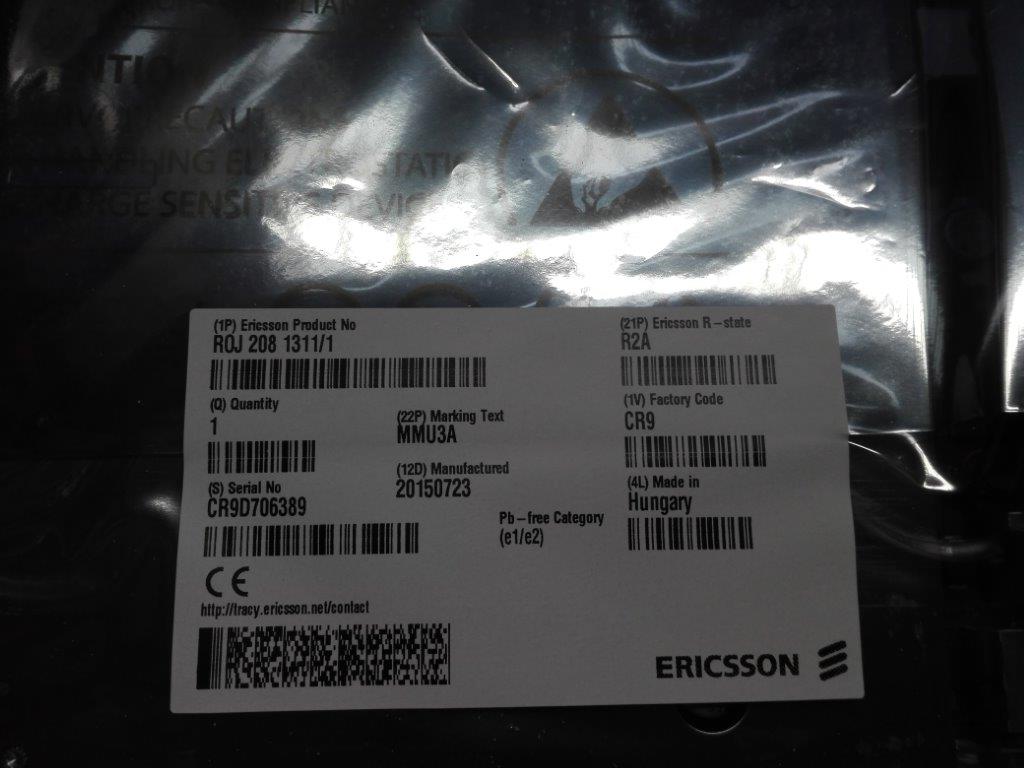 HANDLING
SENSIT
(1P) Ericsson Product No
ROJ 208 1311/1
(21P) Ericsson R-state
R2A
(Q) Quantity
1
(22P) Marking Text
MMU3A
(1V) Factory Code
CR9
(S) Serial No
CR9D706389
(12D) Manufactured
20150723
(4L) Made in
Hungary
Pb-free Category
(e1/e2)
CE
http://tracy.ericsson.net/contact
ERICSSON